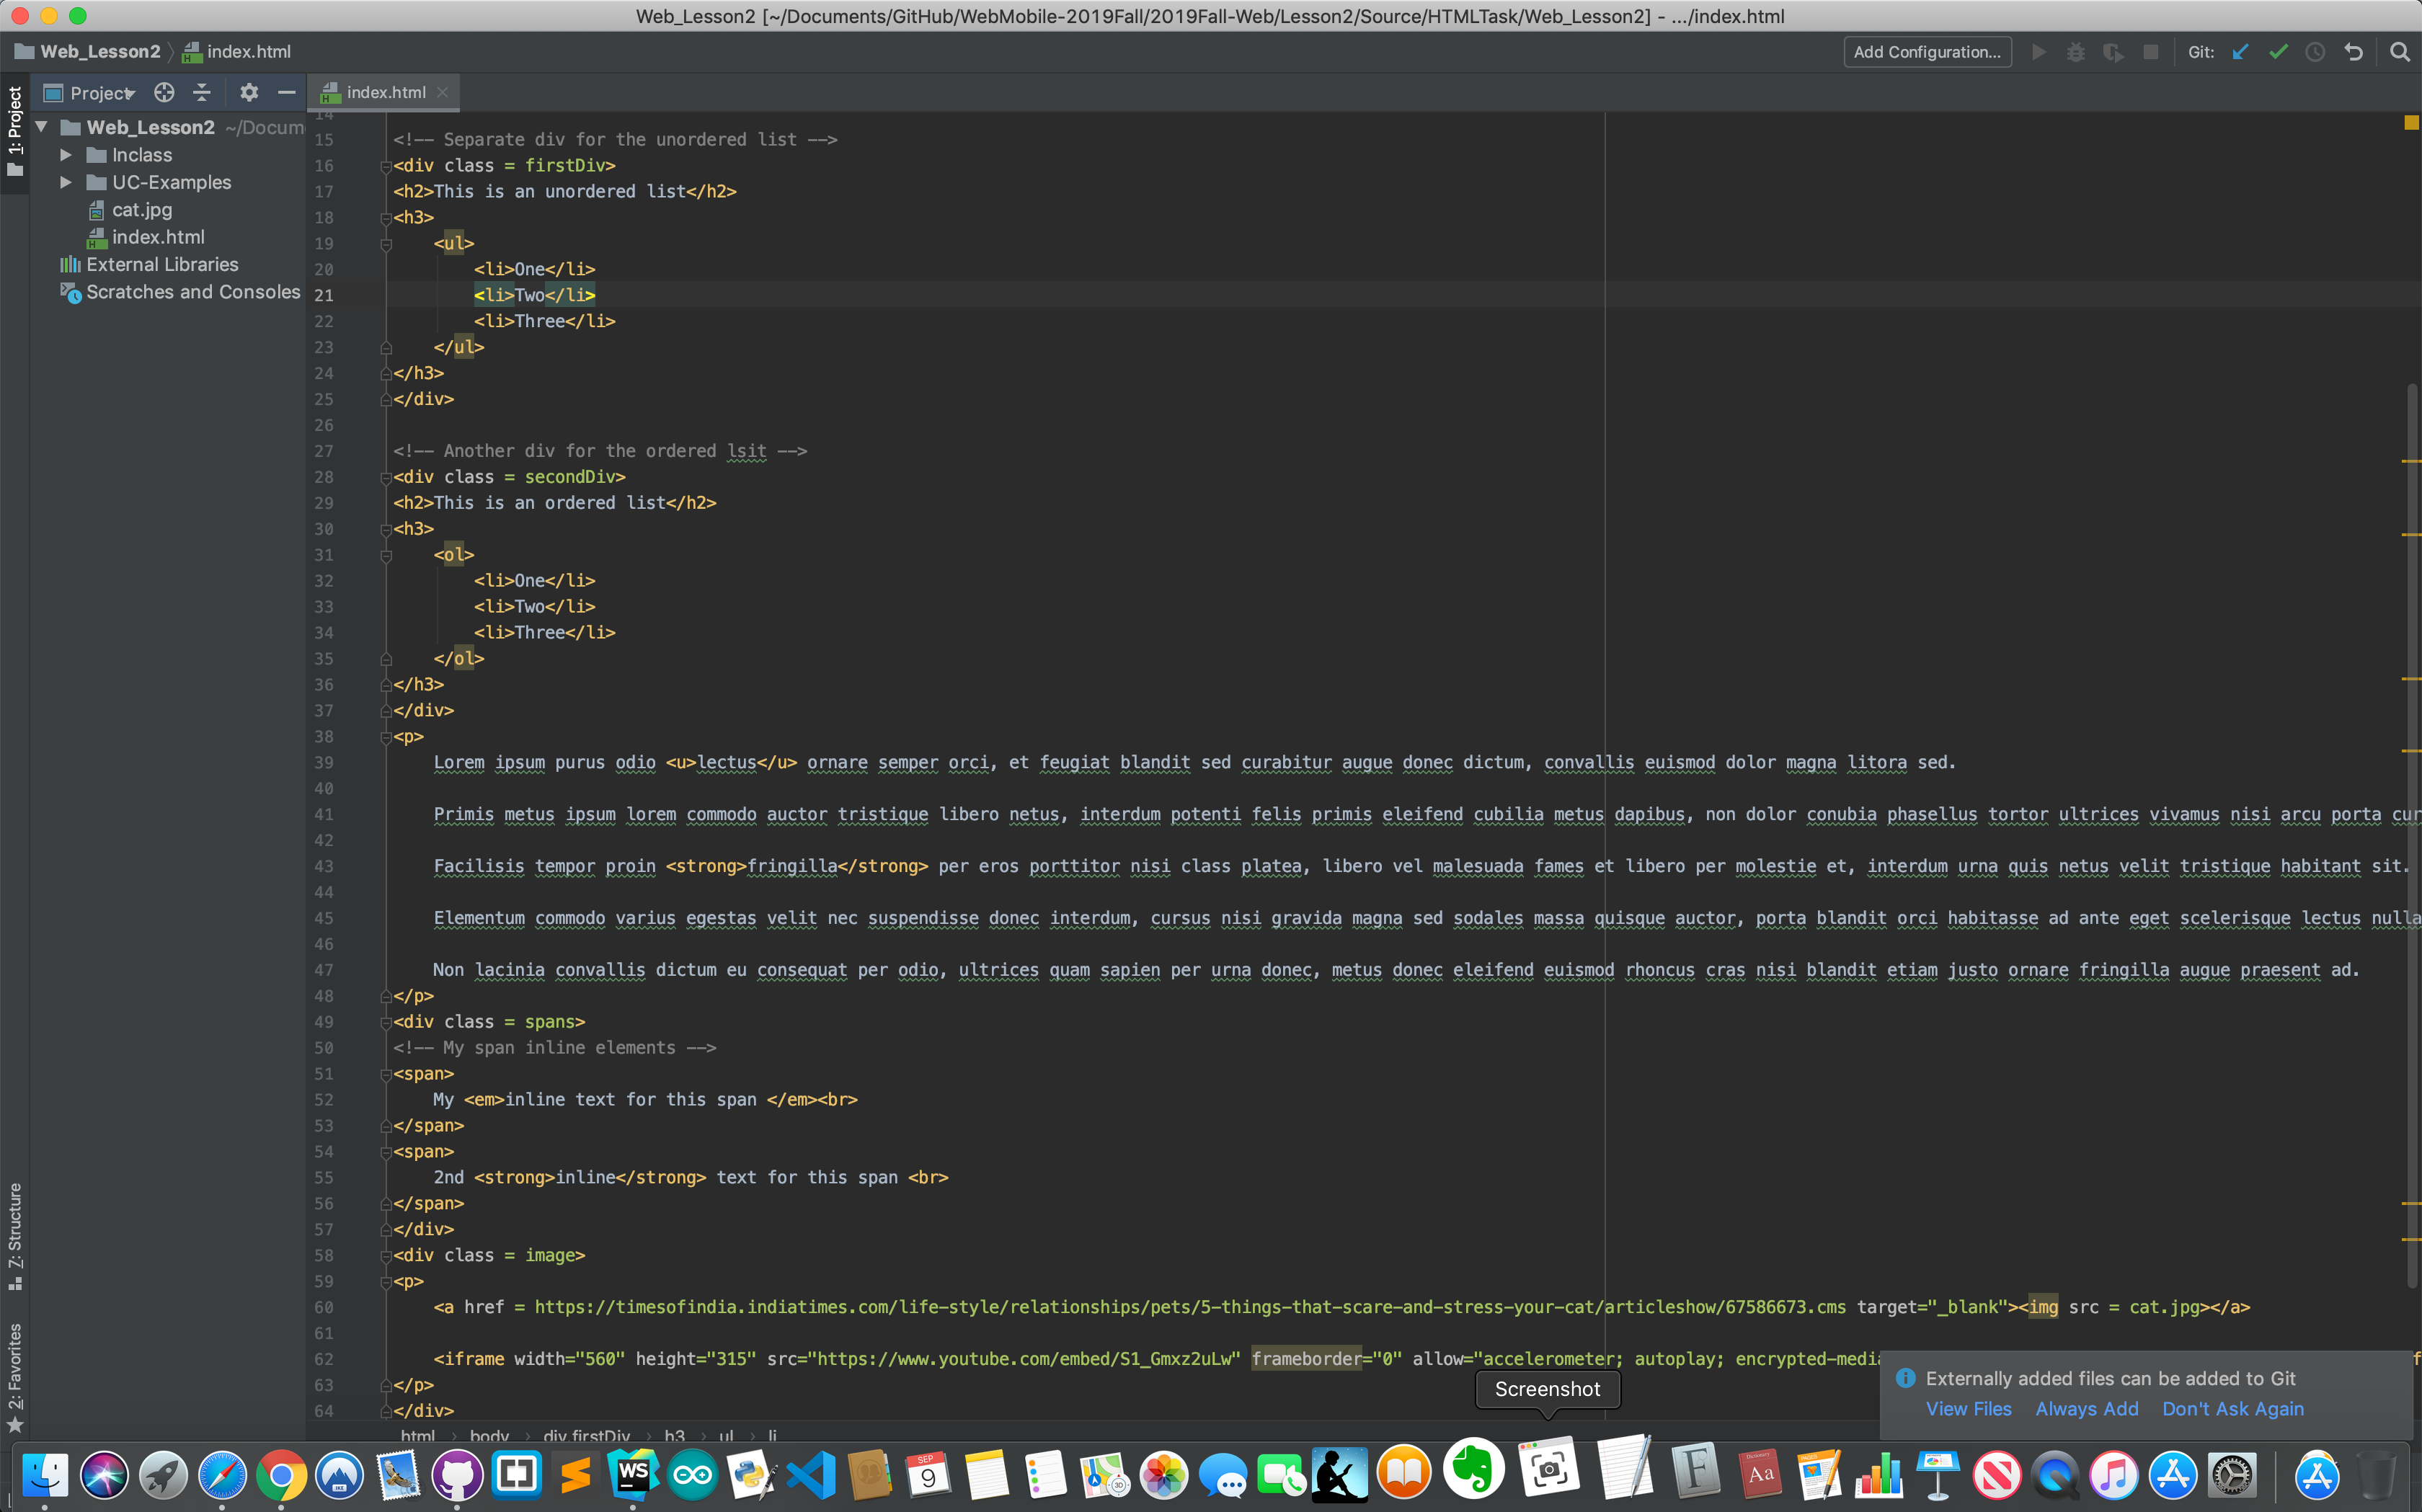 Web_Lesson2 [~/Documents/GitHub/WebMobile-2019Fall/2019Fall-Web/Lesson2/Source/HTMLTask/Web_Lesson2] - .../index.html
Web_Lesson2 index.html Add Configuration... Git:
Project index.html
1: Project
Web_Lesson2 ~/Docum
Inclass
UC-Examples
cat.jpg
index.html
External Libraries
Scratches and Consoles
7: Structure
2: Favorites
14
15 <!-- Separate div for the unordered list -->
16 <div class = firstDiv>
17 <h2>This is an unordered list</h2>
18 <h3>
19 <ul>
20 <li>One</li>
21 <li>Two</li>
22 <li>Three</li>
23 </ul>
24 </h3>
25 </div>
26
27 <!-- Another div for the ordered lsit -->
28 <div class = secondDiv>
29 <h2>This is an ordered list</h2>
30 <h3>
31 <ol>
32 <li>One</li>
33 <li>Two</li>
34 <li>Three</li>
35 </ol>
36 </h3>
37 </div>
38 <p>
39 Lorem ipsum purus odio <u>lectus</u> ornare semper orci, et feugiat blandit sed curabitur augue donec dictum, convallis euismod dolor magna litora sed.
40
41 Primis metus ipsum lorem commodo auctor tristique libero netus, interdum potenti felis primis eleifend cubilia metus dapibus, non dolor conubia phasellus tortor ultrices vivamus nisi arcu porta cur
42
43 Facilisis tempor proin <strong>fringilla</strong> per eros porttitor nisi class platea, libero vel malesuada fames et libero per molestie et, interdum urna quis netus velit tristique habitant sit.
44
45 Elementum commodo varius egestas velit nec suspendisse donec interdum, cursus nisi gravida magna sed sodales massa quisque auctor, porta blandit orci habitasse ad ante eget scelerisque lectus nulla
46
47 Non lacinia convallis dictum eu consequat per odio, ultrices quam sapien per urna donec, metus donec eleifend euismod rhoncus cras nisi blandit etiam justo ornare fringilla augue praesent ad.
48 </p>
49 <div class = spans>
50 <!-- My span inline elements -->
51 <span>
52 My <em>inline text for this span </em><br>
53 </span>
54 <span>
55 2nd <strong>inline</strong> text for this span <br>
56 </span>
57 </div>
58 <div class = image>
59 <p>
60 <a href = https://timesofindia.indiatimes.com/life-style/relationships/pets/5-things-that-scare-and-stress-your-cat/articleshow/67586673.cms target="_blank"><img src = cat.jpg></a>
61
62 <iframe width="560" height="315" src="https://www.youtube.com/embed/S1_Gmxz2uLw" frameborder="0" allow="accelerometer; autoplay; encrypted-media
63 </p>
64 </div>
Screenshot
Externally added files can be added to Git
View Files Always Add Don't Ask Again
html body div.firstDiv h3 ul li
WS SEP 9 3D F Aa